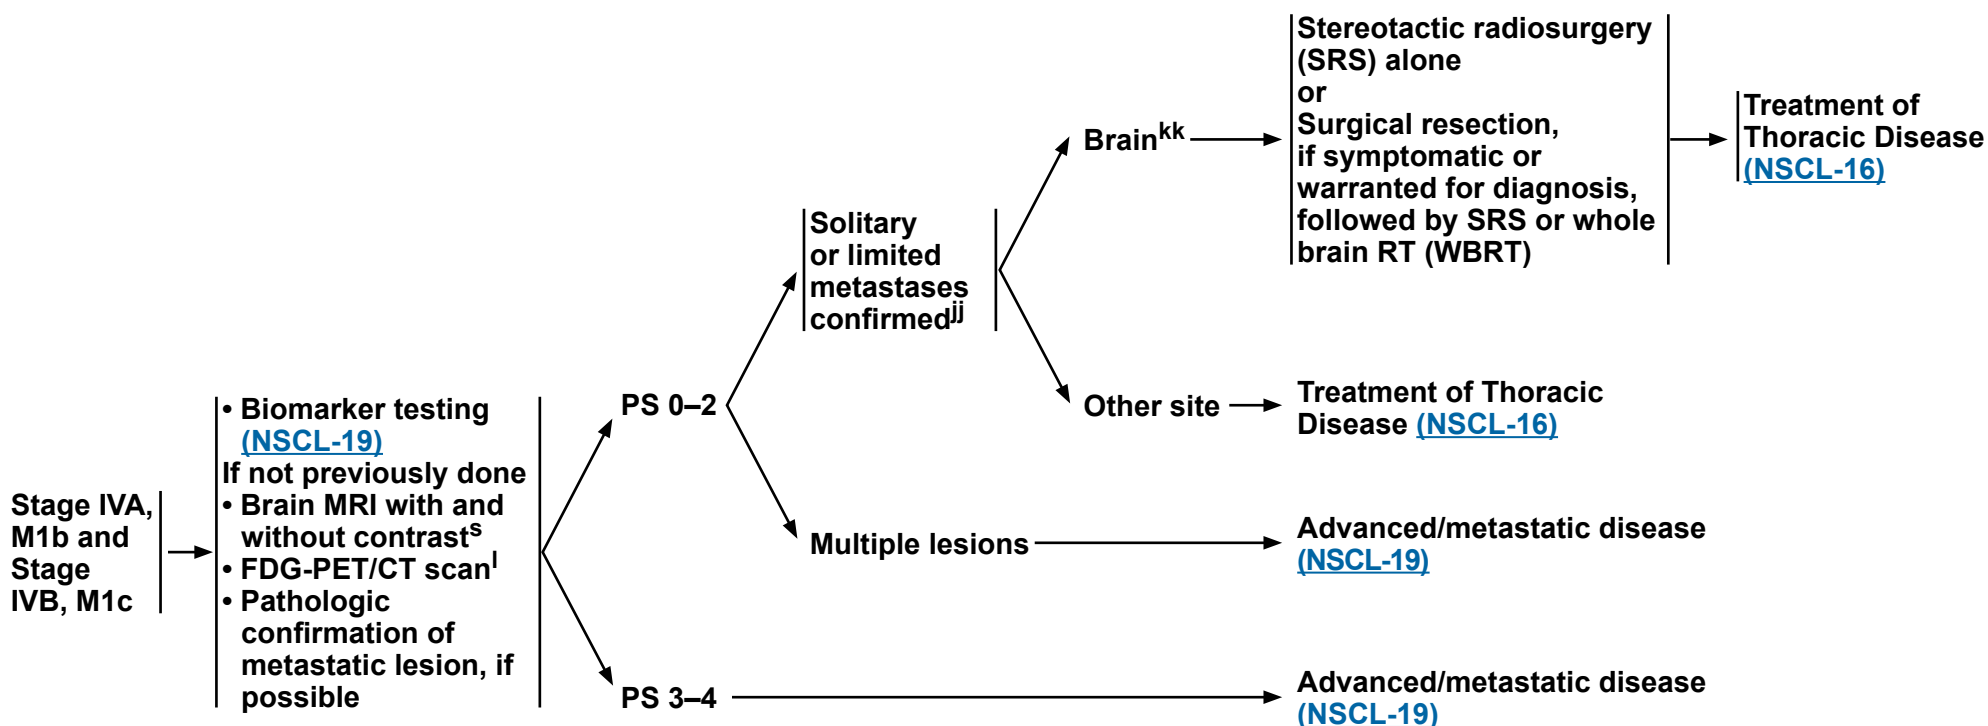 Stage IVA,
M1b and
Stage
IVB, M1c
• Biomarker testing
(NSCL-19)
If not previously done
• Brain MRI with and
without contrasts
• FDG-PET/CT scanl
• Pathologic
confirmation of
metastatic lesion, if
possible
PS 0–2
Solitary
or limited
metastases
confirmedjj
Brainkk
Stereotactic radiosurgery
(SRS) alone
or
Surgical resection,
if symptomatic or
warranted for diagnosis,
followed by SRS or whole
brain RT (WBRT)
Treatment of
Thoracic Disease
(NSCL-16)
Other site
Treatment of Thoracic
Disease (NSCL-16)
Multiple lesions
Advanced/metastatic disease
(NSCL-19)
PS 3–4
Advanced/metastatic disease
(NSCL-19)